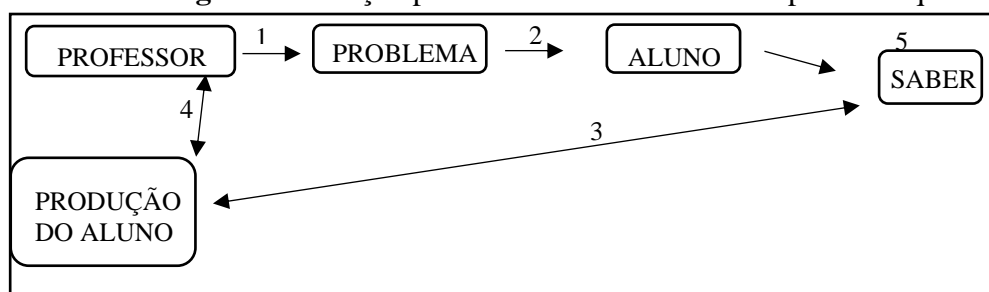 1 2 5
PROFESSOR PROBLEMA ALUNO SABER
4
3
PRODUÇÃO
DO ALUNO